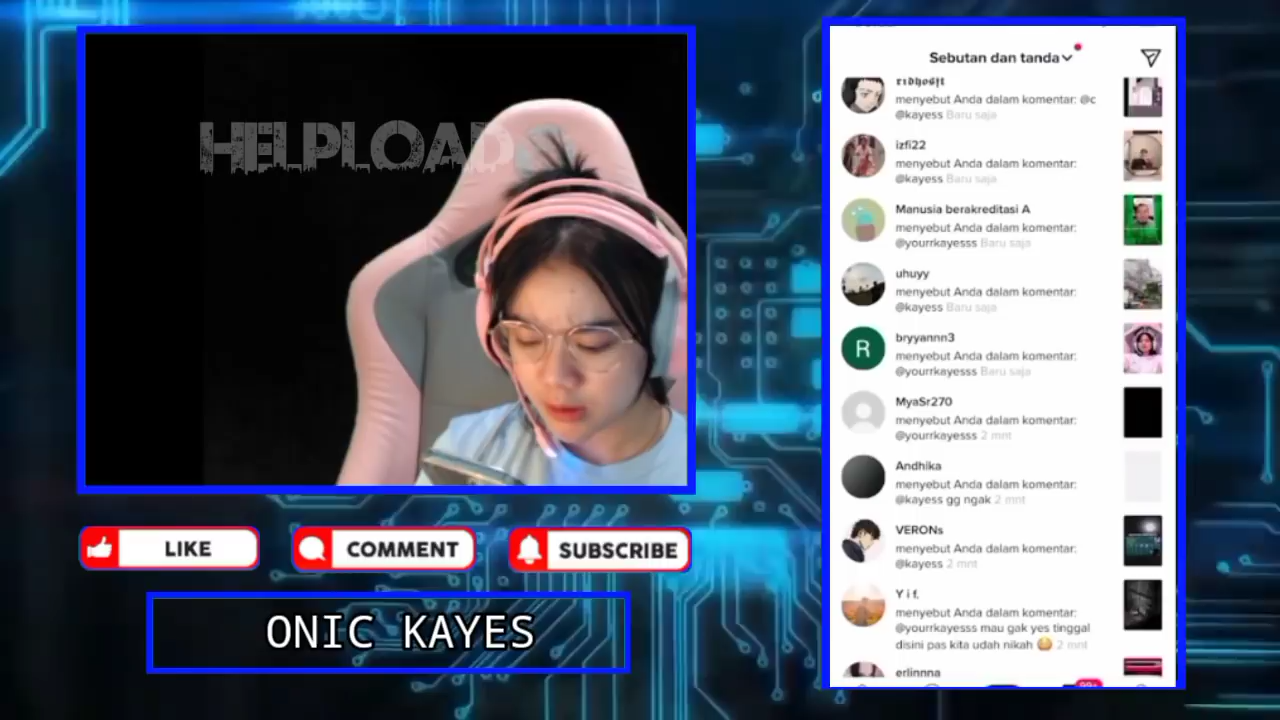 HELPLOAD
LIKE
COMMENT
SUBSCRIBE
ONIC KAYES
Sebutan dan tanda
𝖗𝖎𝖉𝖍𝖔𝖘𝖋𝖙
menyebut Anda dalam komentar: @c
@kayess Baru saja
izfi22
menyebut Anda dalam komentar:
@kayess Baru saja
Manusia berakreditasi A
menyebut Anda dalam komentar:
@yourrkayesss Baru saja
uhuyy
menyebut Anda dalam komentar:
@kayess Baru saja
R
bryyannn3
menyebut Anda dalam komentar:
@yourrkayesss Baru saja
MyaSr270
menyebut Anda dalam komentar:
@yourrkayesss 2 mnt
Andhika
menyebut Anda dalam komentar:
@kayess gg ngak 2 mnt
VERONs
menyebut Anda dalam komentar:
@kayess 2 mnt
Y i f.
menyebut Anda dalam komentar:
@yourrkayesss mau gak yes tinggal
disini pas kita udah nikah 2 mnt
erlinnna
99+